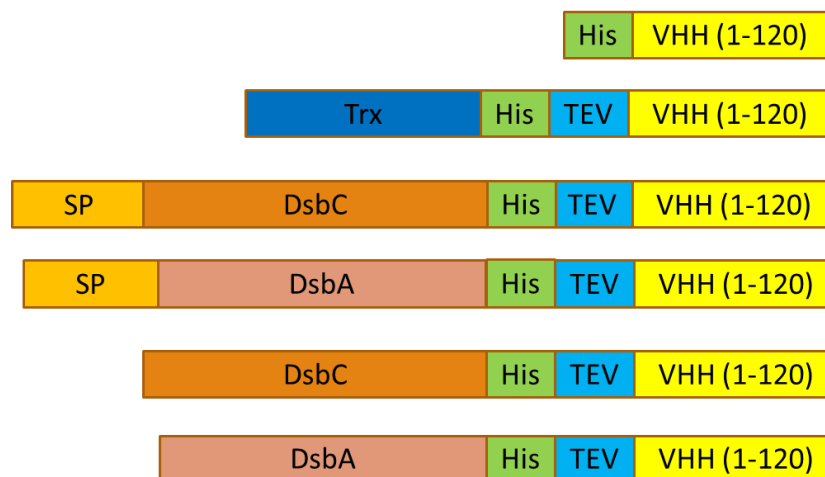 His VHH (1-120)
Trx His TEV VHH (1-120)
SP DsbC His TEV VHH (1-120)
SP DsbA His TEV VHH (1-120)
DsbC His TEV VHH (1-120)
DsbA His TEV VHH (1-120)